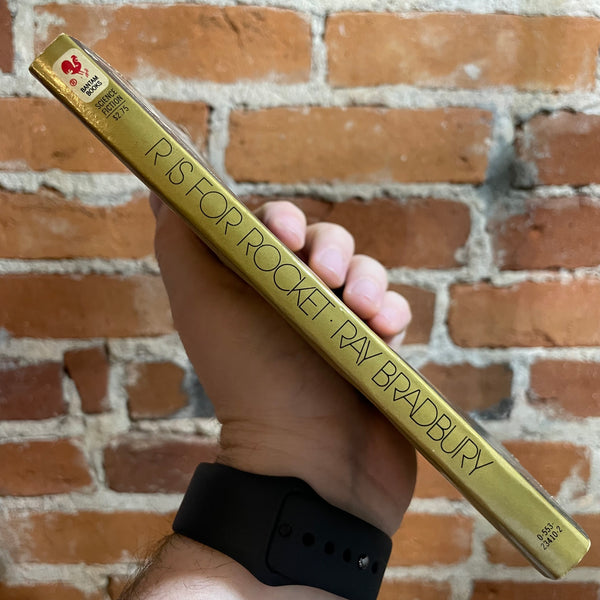 ®
BANTAM
BOOKS
SCIENCE
FICTION
$2.75
R IS FOR ROCKET · RAY BRADBURY
0-553-
23410-2